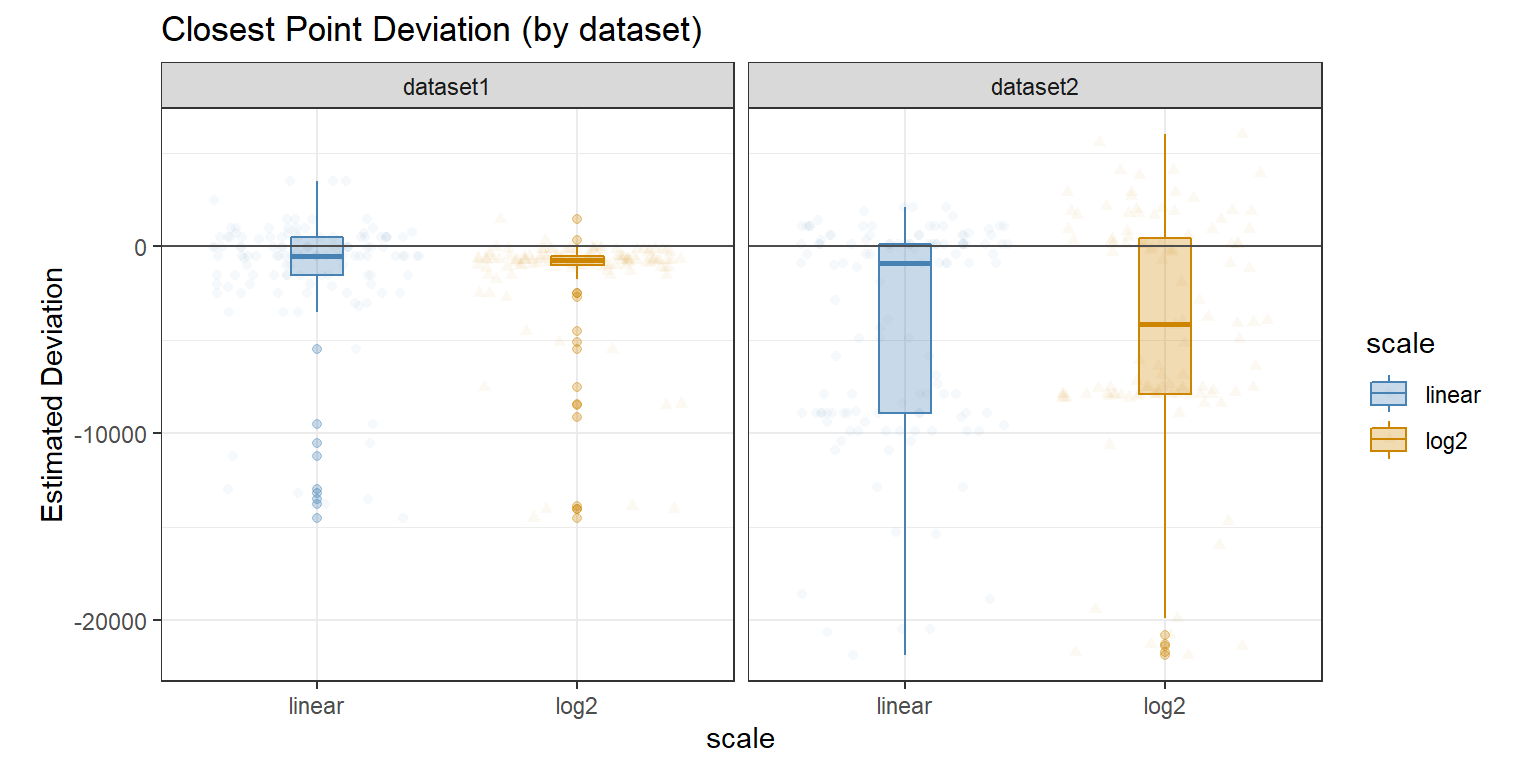 Closest Point Deviation (by dataset)
dataset1
dataset2
Estimated Deviation
0
-10000
-20000
linear
log2
linear
log2
scale
scale
linear
log2